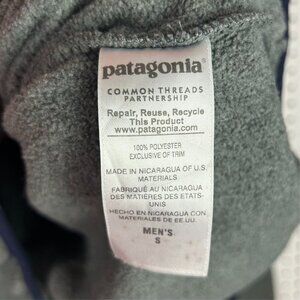 patagonia®
COMMON THREADS
PARTNERSHIP
Repair, Reuse, Recycle
This Product
www.patagonia.com
100% POLYESTER
EXCLUSIVE OF TRIM
MADE IN NICARAGUA OF U.S.
MATERIALS
FABRIQUÉ AU NICARAGUA
DES MATIÈRES DES ETATS-
UNIS
HECHO EN NICARAGUA CON
MATERIALES DE EE.UU.
MEN'S
S